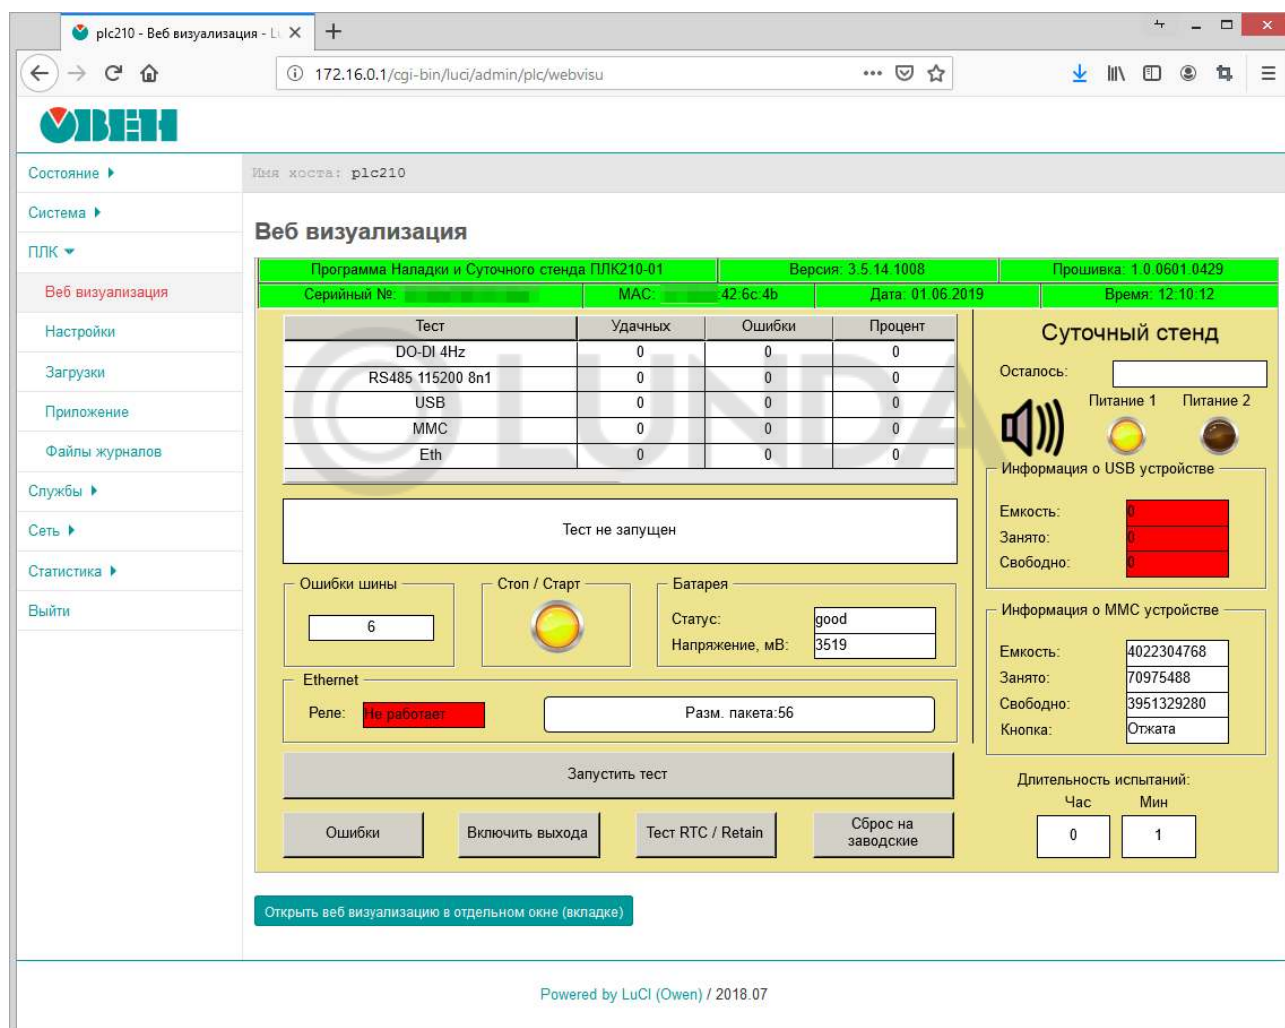 plc210 - Веб визуализация - L
172.16.0.1/cgi-bin/luci/admin/plc/webvisu
ОВЕН
Имя хоста: plc210
Состояние
Система
ПЛК
Веб визуализация
Настройки
Загрузки
Приложение
Файлы журналов
Службы
Сеть
Статистика
Выйти
Веб визуализация
Программа Наладки и Суточного стенда ПЛК210-01 Версия: 3.5.14.1008 Прошивка: 1.0.0601.0429
Серийный №: MAC: :42:6c:4b Дата: 01.06.2019 Время: 12:10:12
Тест Удачных Ошибки Процент
DO-DI 4Hz 0 0 0
RS485 115200 8n1 0 0 0
USB 0 0 0
MMC 0 0 0
Eth 0 0 0
© LUNDA
Тест не запущен
Ошибки шины
6
Стоп / Старт
Батарея
Статус: good
Напряжение, мВ: 3519
Ethernet
Реле: Не работает
Разм. пакета:56
Запустить тест
Ошибки
Включить выхода
Тест RTC / Retain
Сброс на
заводские
Суточный стенд
Осталось:
Питание 1 Питание 2
Информация о USB устройстве
Емкость: 0
Занято: 0
Свободно: 0
Информация о MMC устройстве
Емкость: 4022304768
Занято: 70975488
Свободно: 3951329280
Кнопка: Отжата
Длительность испытаний:
Час Мин
0 1
Открыть веб визуализацию в отдельном окне (вкладке)
Powered by LuCI (Owen) / 2018.07